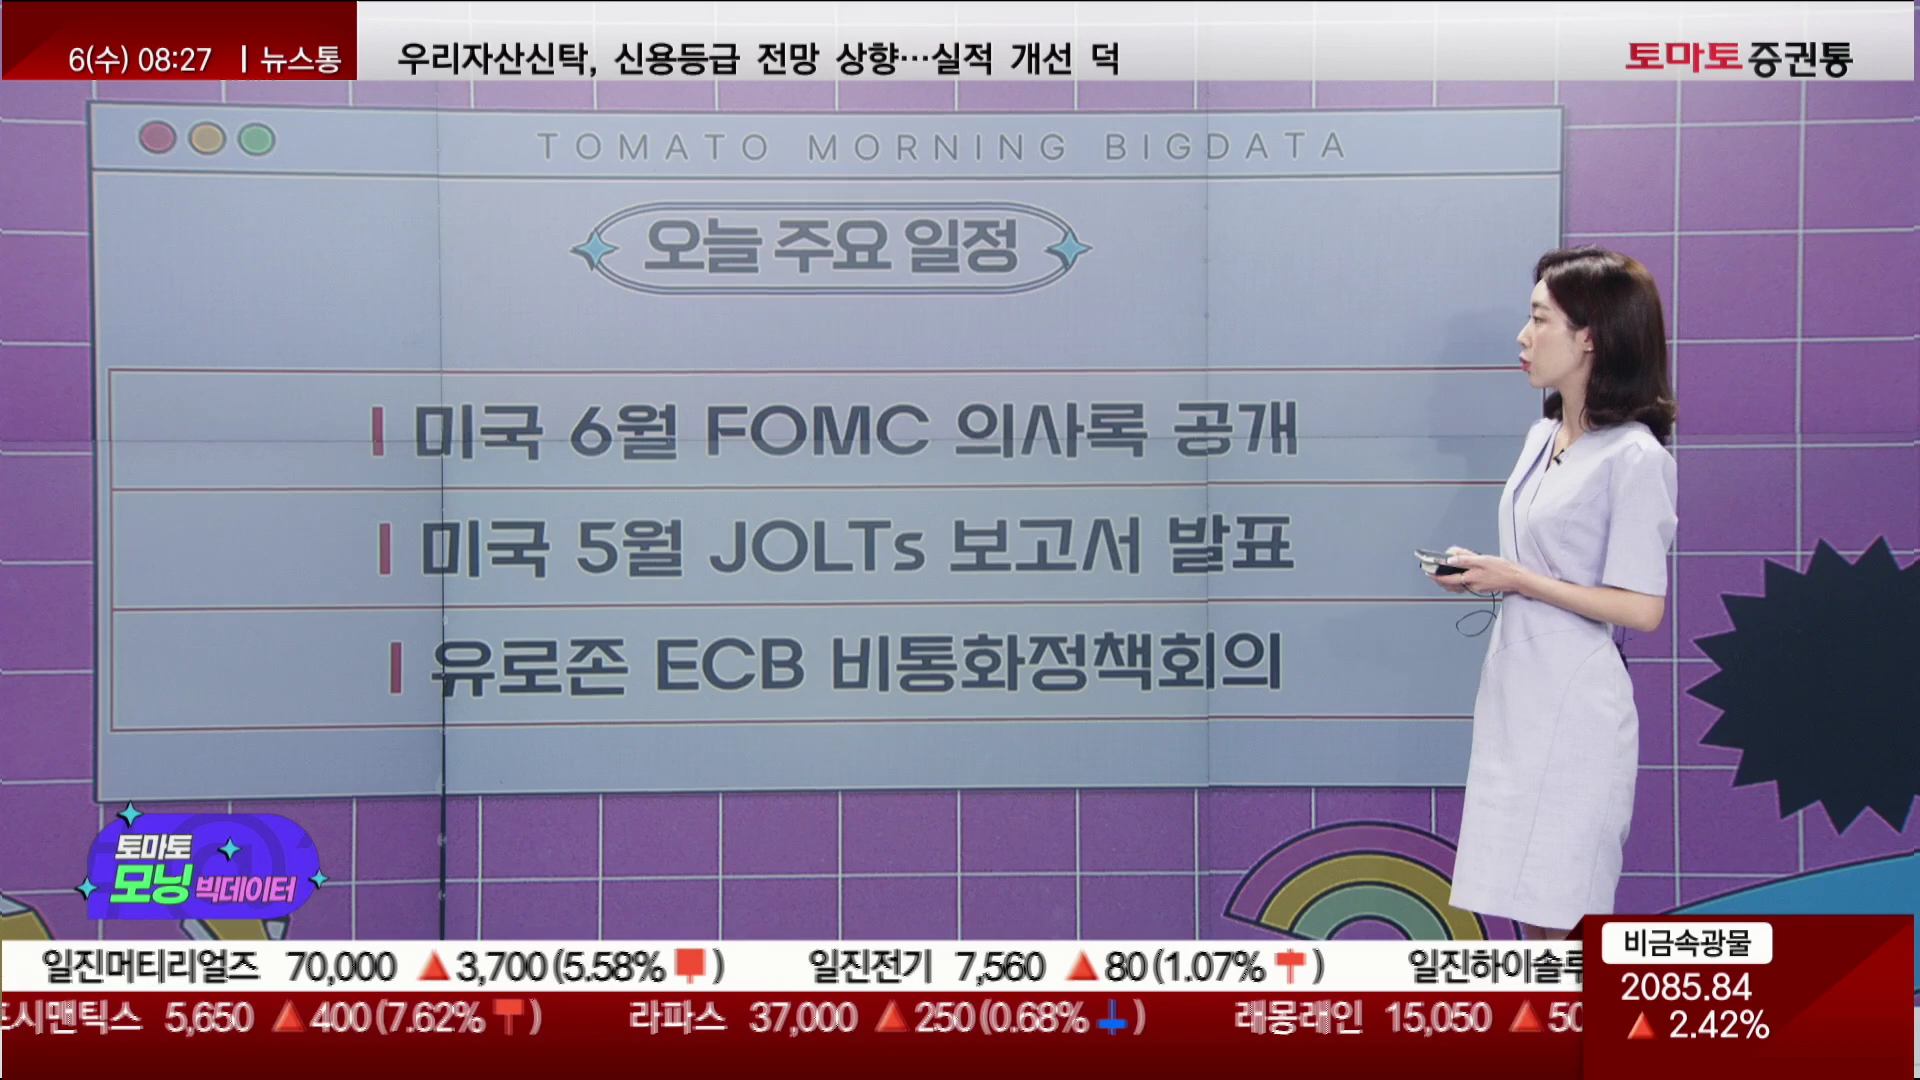 6(수) 08:27 | 뉴스통
우리자산신탁, 신용등급 전망 상향…실적 개선 덕
토마토증권통
TOMATO MORNING BIGDATA
오늘 주요 일정
미국 6월 FOMC 의사록 공개
미국 5월 JOLTs 보고서 발표
유로존 ECB 비통화정책회의
토마토
모닝 빅데이터
일진머티리얼즈 70,000 ▲3,700(5.58%) 일진전기 7,560 ▲80(1.07%) 일진하이솔루
시맨틱스 5,650 ▲400(7.62%) 라파스 37,000 ▲250(0.68%) 래몽래인 15,050 ▲50
비금속광물
2085.84
▲ 2.42%